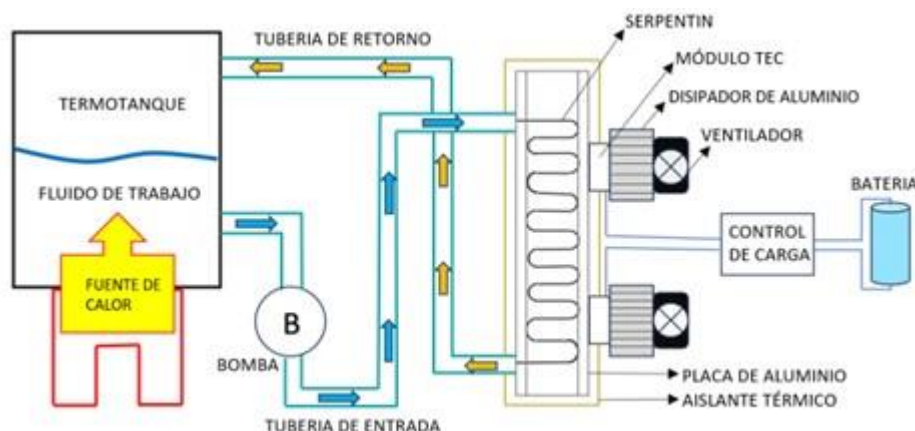 SERPENTIN
TUBERIA DE RETORNO
MÓDULO TEC
DISIPADOR DE ALUMINIO
TERMOTANQUE
VENTILADOR
FLUIDO DE TRABAJO
BATERIA
CONTROL
DE CARGA
FUENTE DE
CALOR
B
BOMBA
PLACA DE ALUMINIO
AISLANTE TÉRMICO
TUBERIA DE ENTRADA